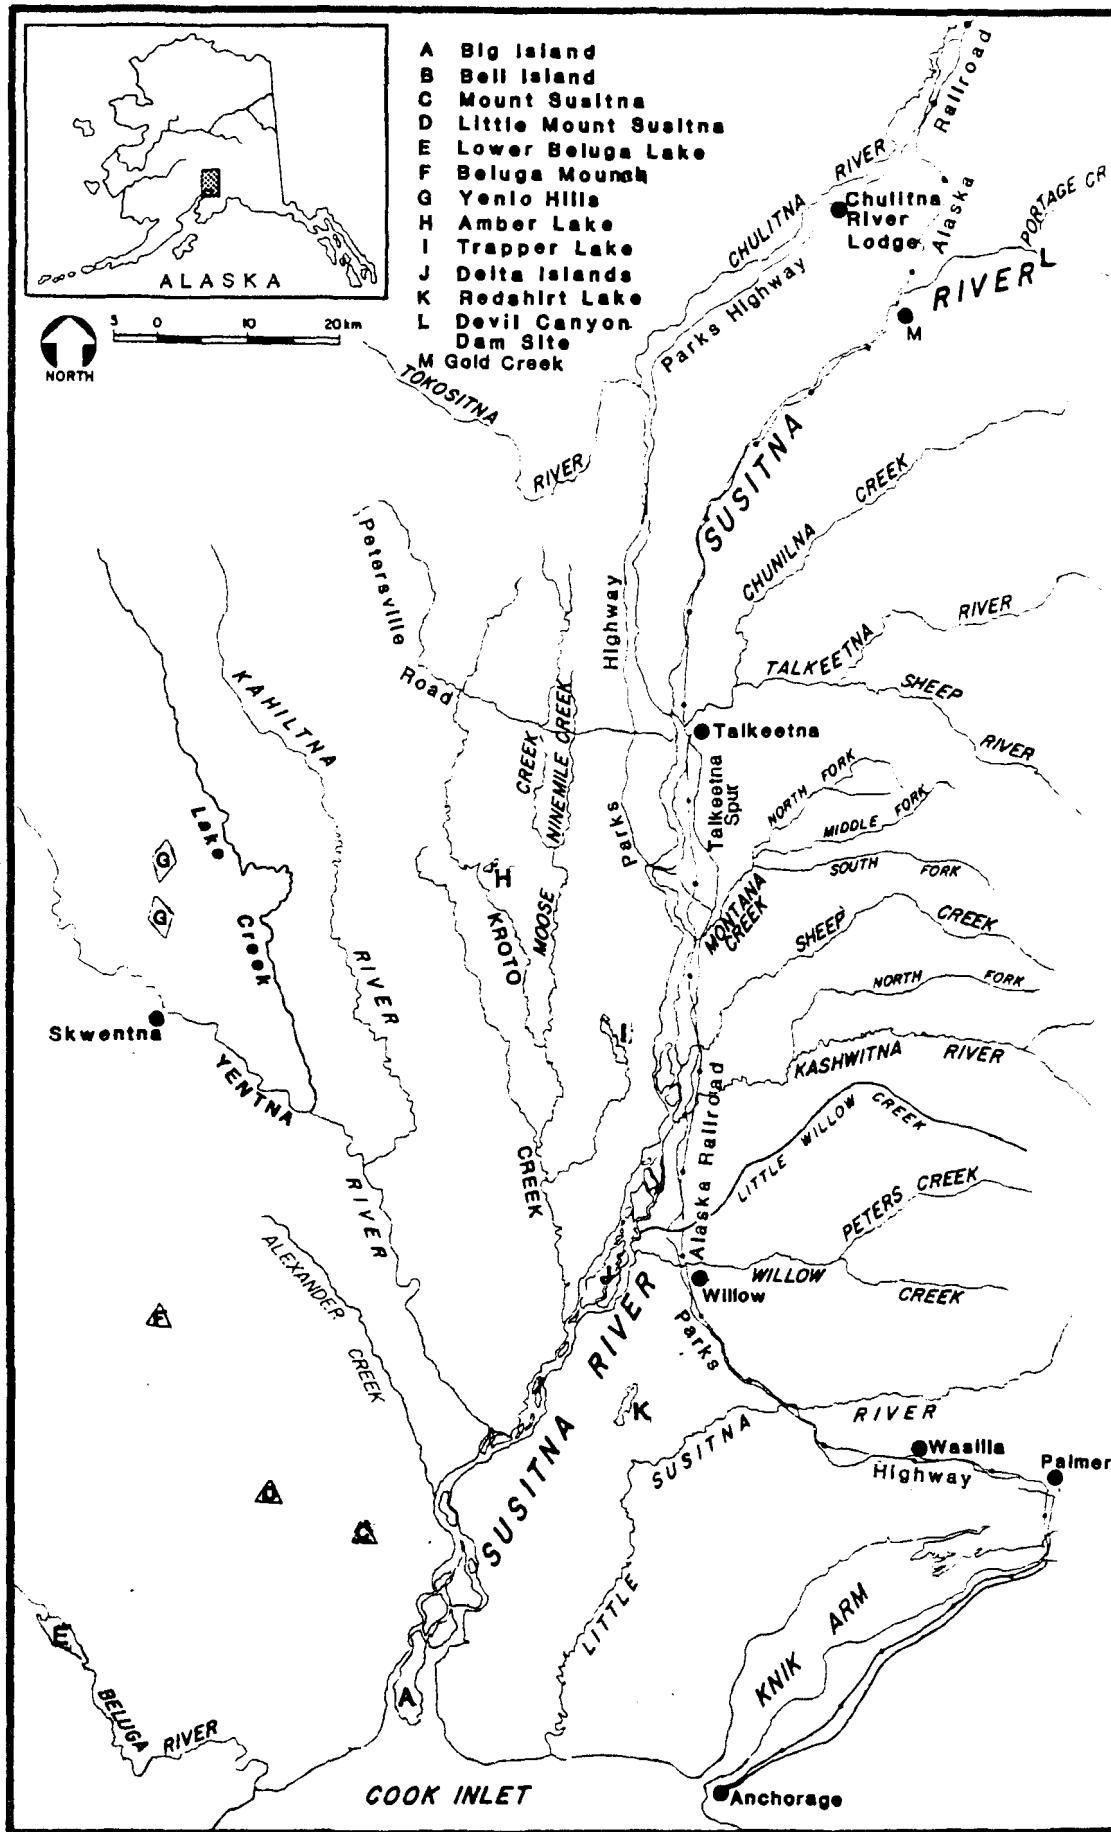 A Big Island
B Bell Island
C Mount Susitna
D Little Mount Susitna
E Lower Beluga Lake
F Beluga
G Yenlo Hills
H Amber Lake
I Trapper Lake
J Delta Islands
K Redshirt Lake
L Devil Canyon
Dam Site
M Gold Creek
ALASKA
NORTH
5 0 10 20 km
Railroad
Alaska
CHULITNA RIVER
Chulitna
River
Lodge
PORTAGE CR
L
RIVER
M
Parks Highway
TOKOSITNA
RIVER
SUSITNA
CHUNILNA CREEK
Petersville
Road
Highway
TALKEETNA RIVER
SHEEP
RIVER
KAHILTNA
RIVER
CREEK
NINEMILE CREEK
Talkeetna
Talkeetna
Spur
NORTH FORK
MIDDLE FORK
SOUTH FORK
Parks
Lake
Creek
G
G
H
KROTO
MOOSE
MONTANA
CREEK
SHEEP CREEK
NORTH FORK
Skwentna
YENTNA
RIVER
I
KASHWITNA RIVER
CREEK
Alaska Railroad
LITTLE WILLOW CREEK
PETERS CREEK
ALEXANDER
CREEK
J
Willow
WILLOW
CREEK
F
SUSITNA RIVER
Parks
K
SUSITNA
RIVER
Wasilla
Highway
Palmer
D
C
LITTLE
KNIK ARM
E
BELUGA
RIVER
A
COOK INLET
Anchorage